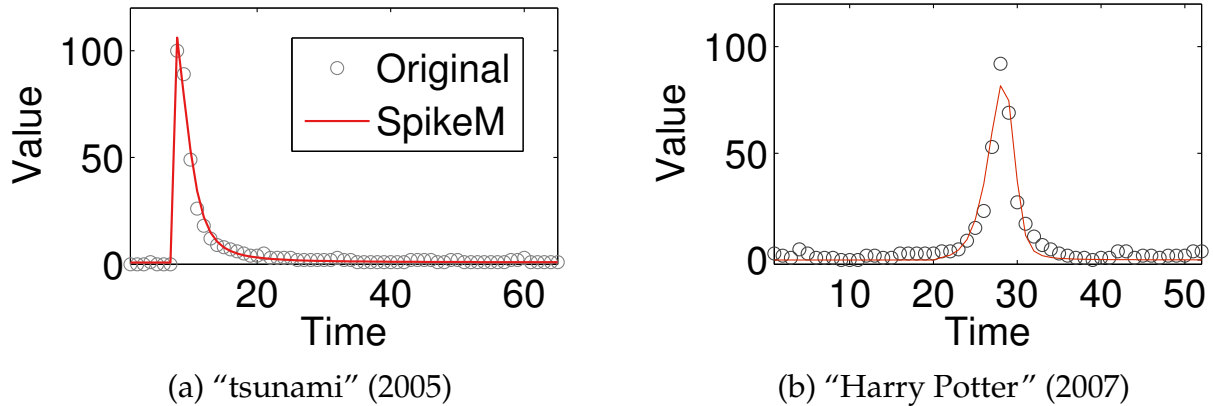 100
50
0
Value
Original
SpikeM
20 40 60
Time
(a) “tsunami” (2005)
100
50
0
Value
10 20 30 40 50
Time
(b) “Harry Potter” (2007)